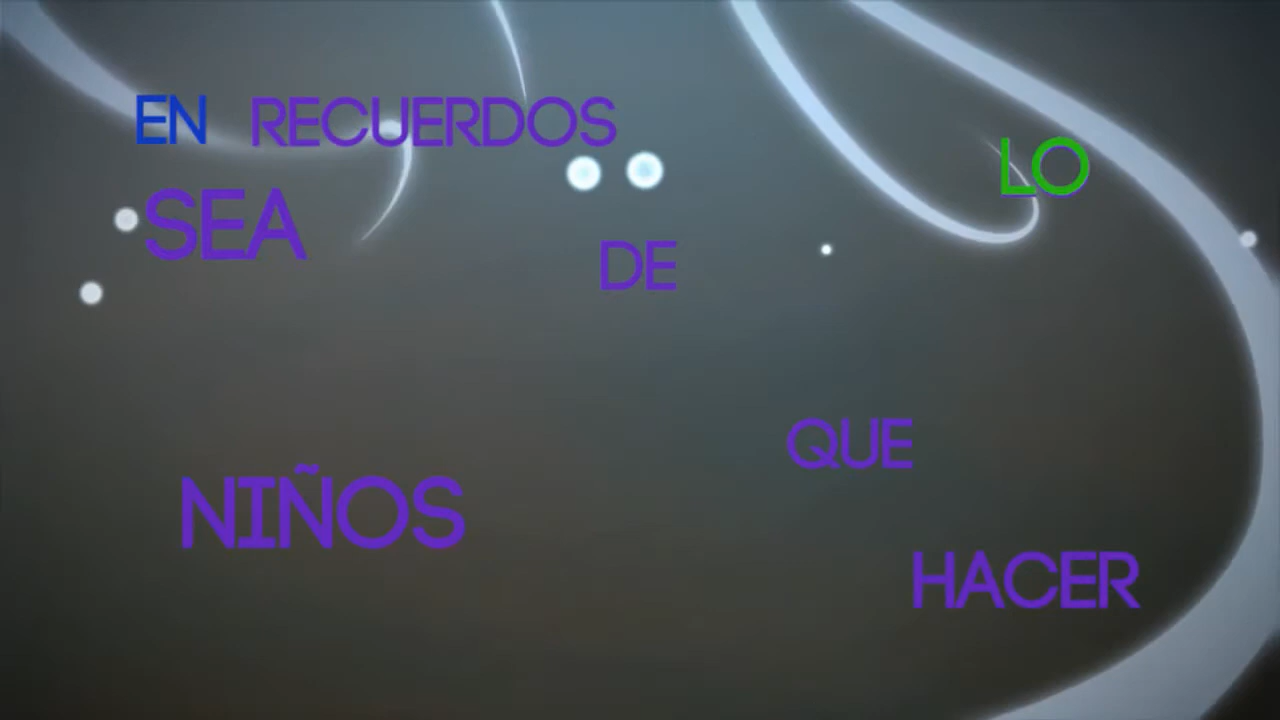 EN RECUERDOS
LO
SEA
DE
QUE
NIÑOS
HACER